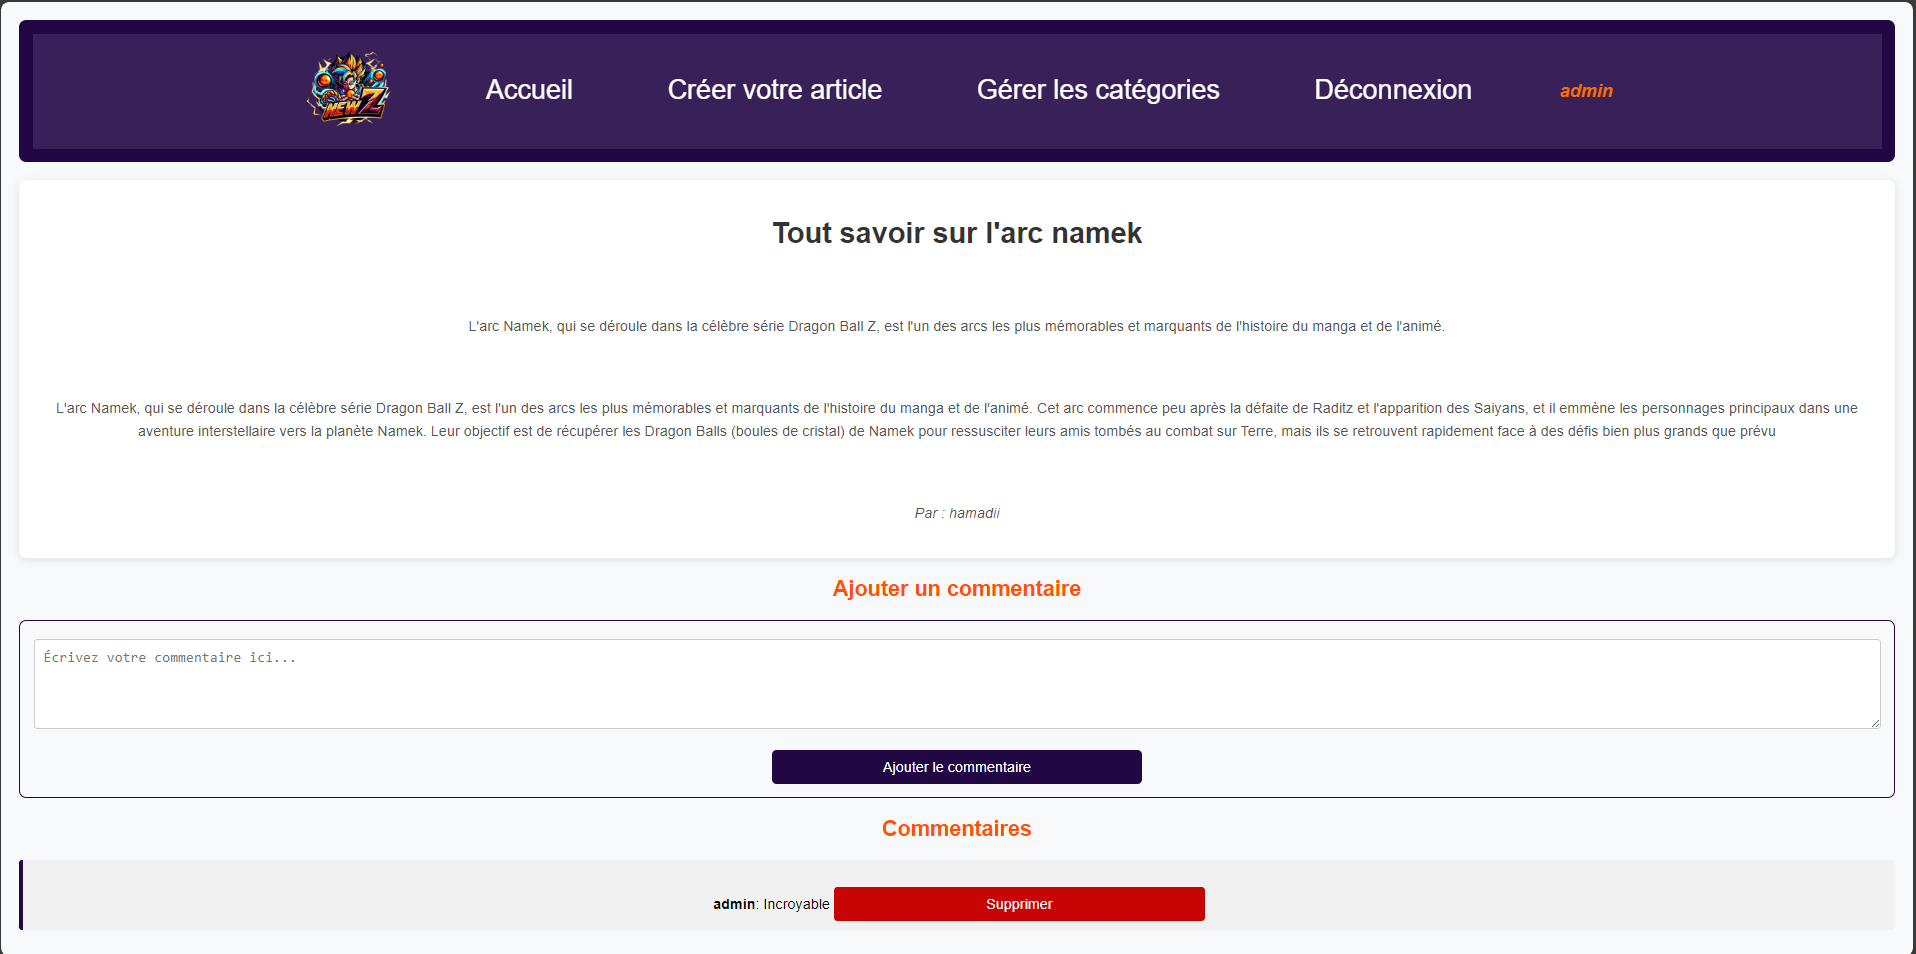 NEW Z
Accueil
Créer votre article
Gérer les catégories
Déconnexion
admin
Tout savoir sur l'arc namek
L'arc Namek, qui se déroule dans la célèbre série Dragon Ball Z, est l'un des arcs les plus mémorables et marquants de l'histoire du manga et de l'animé.
L'arc Namek, qui se déroule dans la célèbre série Dragon Ball Z, est l'un des arcs les plus mémorables et marquants de l'histoire du manga et de l'animé. Cet arc commence peu après la défaite de Raditz et l'apparition des Saiyans, et il emmène les personnages principaux dans une
aventure interstellaire vers la planète Namek. Leur objectif est de récupérer les Dragon Balls (boules de cristal) de Namek pour ressusciter leurs amis tombés au combat sur Terre, mais ils se retrouvent rapidement face à des défis bien plus grands que prévu
Par : hamadii
Ajouter un commentaire
Écrivez votre commentaire ici...
Ajouter le commentaire
Commentaires
admin: Incroyable
Supprimer